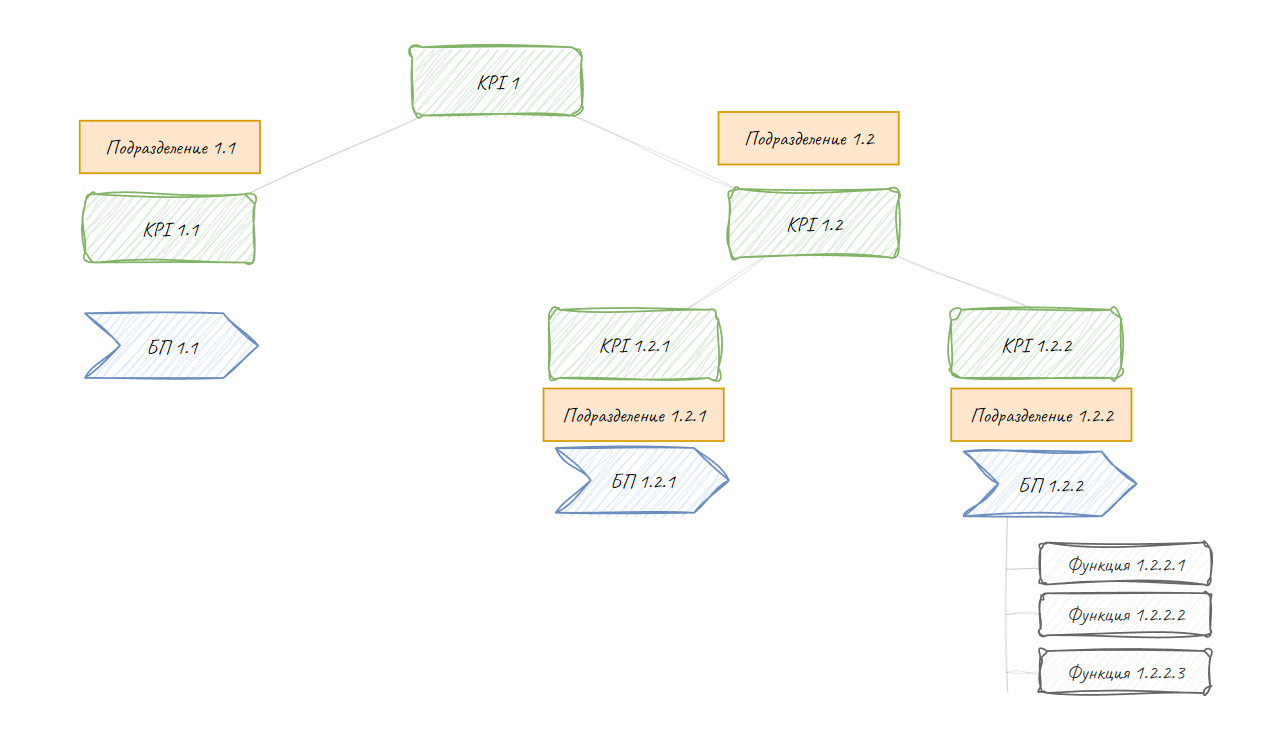 KPI 1
Подразделение 1.1
Подразделение 1.2
KPI 1.1
KPI 1.2
БП 1.1
KPI 1.2.1
KPI 1.2.2
Подразделение 1.2.1
Подразделение 1.2.2
БП 1.2.1
БП 1.2.2
Функция 1.2.2.1
Функция 1.2.2.2
Функция 1.2.2.3